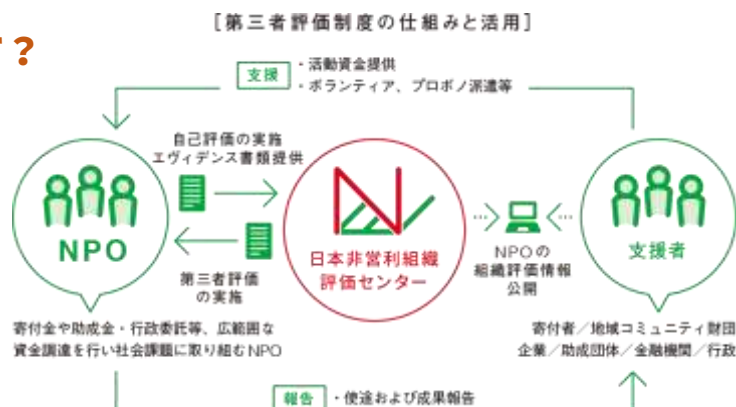 [第三者評価制度の仕組みと活用]
?
支援
・活動資金提供
・ボランティア、プロボノ派遣等
自己評価の実施
エヴィデンス書類提供
NPO
日本非営利組織
評価センター
第三者評価
の実施
NPOの
組織評価情報
公開
支援者
寄付金や助成金・行政委託等、広範囲な
資金調達を行い社会課題に取り組むNPO
寄付者/地域コミュニティ財団
企業/助成団体/金融機関/行政
報告
・使途および成果報告